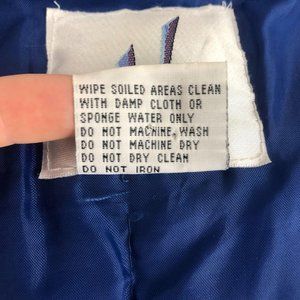 WIPE SOILED AREAS CLEAN
WITH DAMP CLOTH OR
SPONGE WATER ONLY
DO NOT MACHINE WASH
DO NOT MACHINE DRY
DO NOT DRY CLEAN
DO NOT IRON